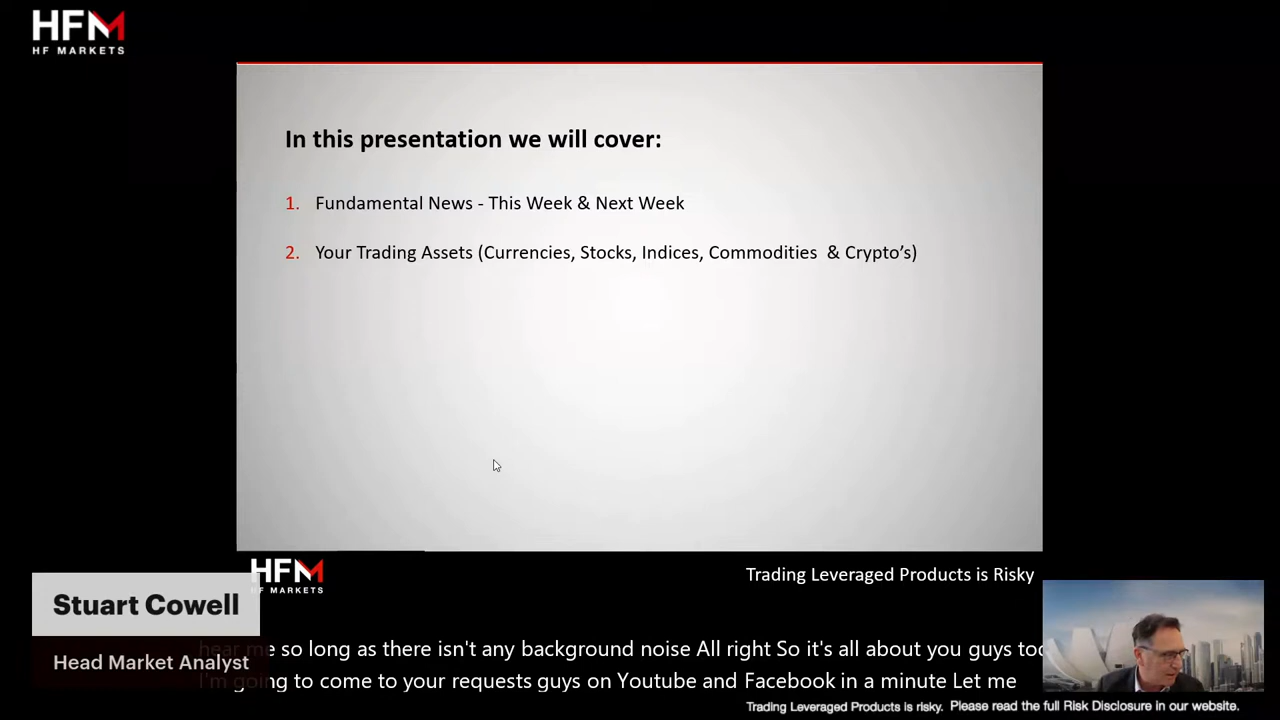 HFM
HF MARKETS
In this presentation we will cover:
1. Fundamental News - This Week & Next Week
2. Your Trading Assets (Currencies, Stocks, Indices, Commodities & Crypto’s)
HFM
HF MARKETS
Trading Leveraged Products is Risky
Stuart Cowell
Head Market Analyst
hear me so long as there isn't any background noise All right So it's all about you guys
I'm going to come to your requests guys on Youtube and Facebook in a minute Let me
Trading Leveraged Products is risky. Please read the full Risk Disclosure in our website.